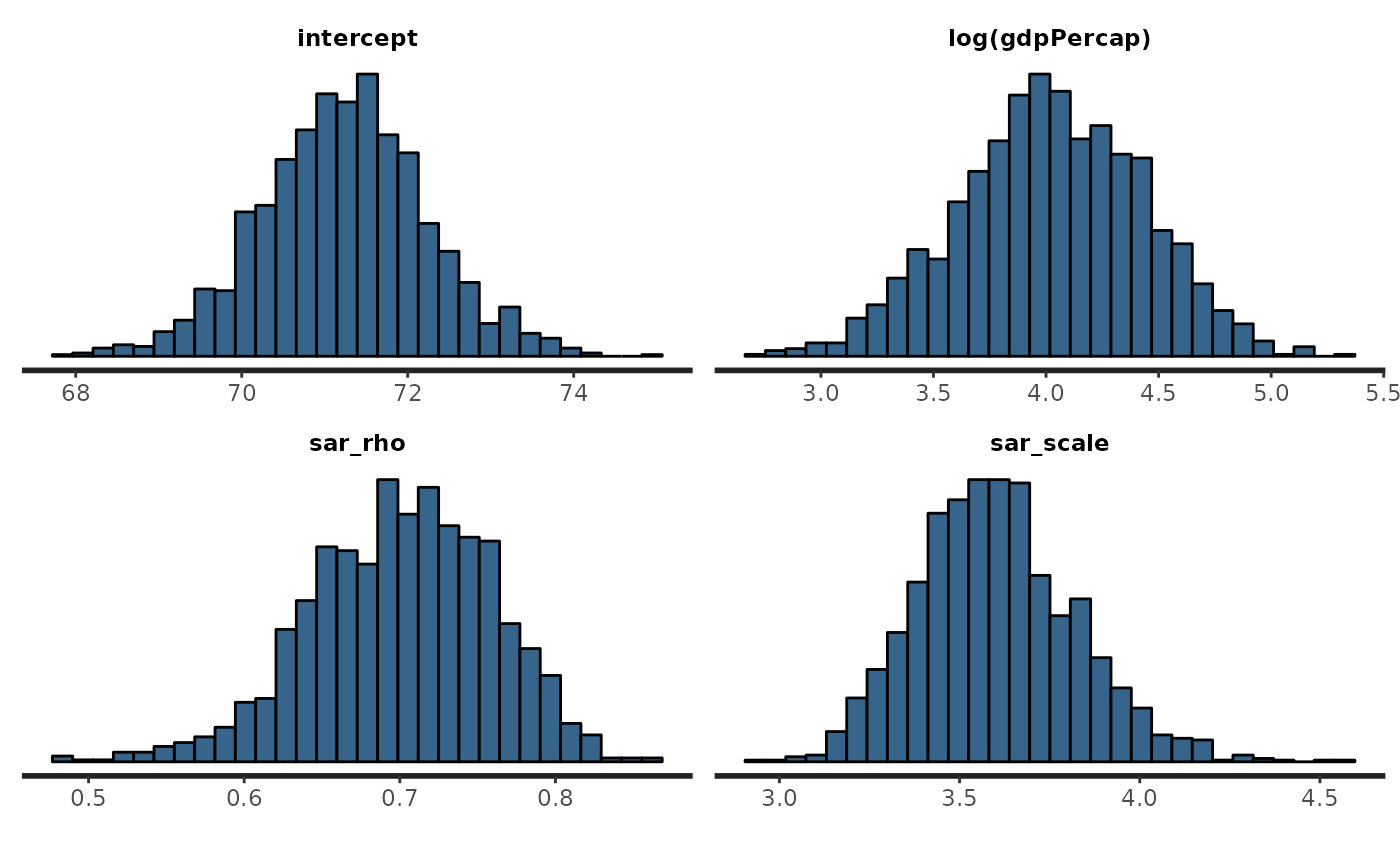 intercept
log(gdpPercap)
68 70 72 74
3.0 3.5 4.0 4.5 5.0 5.5
sar_rho
sar_scale
0.5 0.6 0.7 0.8
3.0 3.5 4.0 4.5